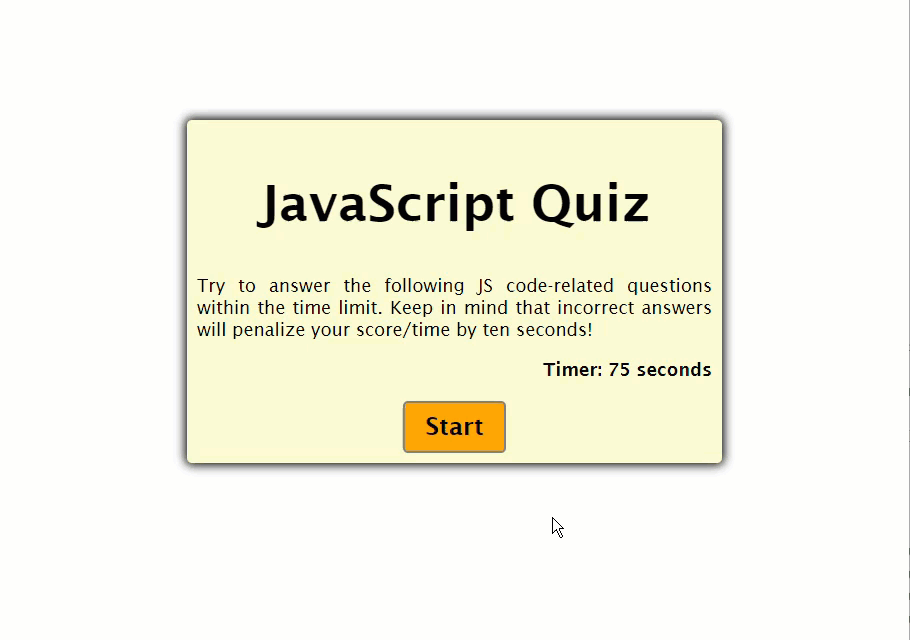 JavaScript Quiz
Try to answer the following JS code-related questions
within the time limit. Keep in mind that incorrect answers
will penalize your score/time by ten seconds!
Timer: 75 seconds
Start